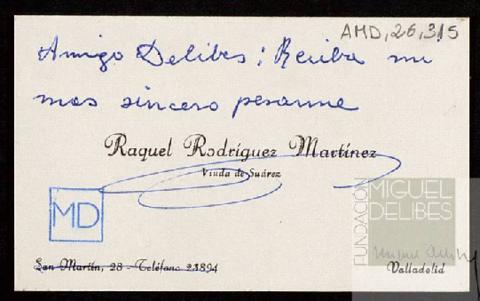 AMD, 26, 315
Amigo Delibes: Reciba mi
mas sincero pesame
Raquel Rodríguez Martínez
Viuda de Suárez
MD
FUNDACIÓN
MIGUEL
DELIBES
San Martín, 28 - Teléfono 21894
Valladolid